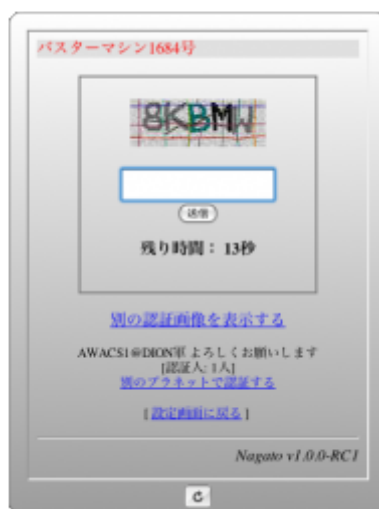 バスターマシン1684号
8KBMW
送信
残り時間： 13秒
別の認証画像を表示する
AWACS1@DION軍 よろしくお願いします
[認証人: 1人]
別のプラネットで認証する
[ 設定画面に戻る ]
Nagato v1.0.0-RC1